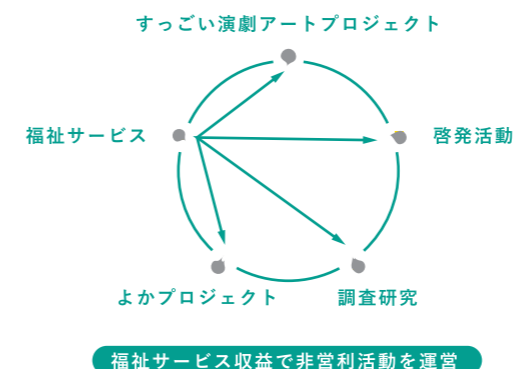 すっごい演劇アートプロジェクト
福祉サービス
啓発活動
よかプロジェクト
調査研究
福祉サービス収益で非営利活動を運営